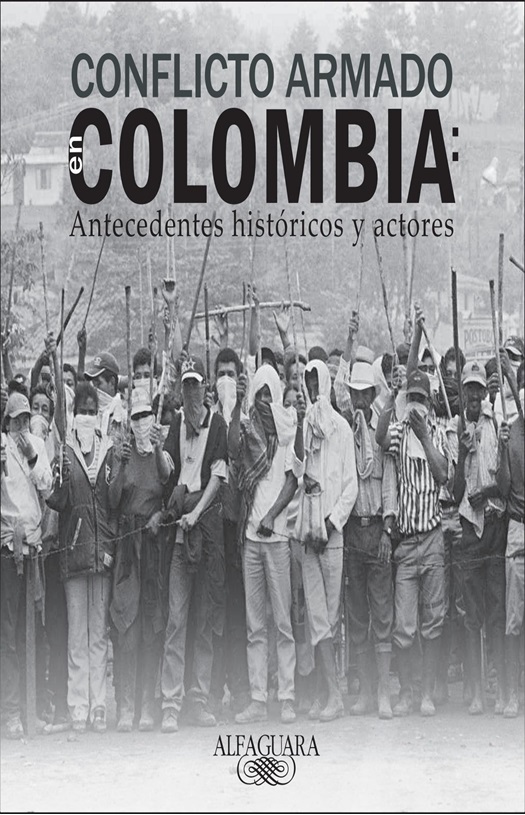 CONFLICTO ARMADO
en COLOMBIA:
Antecedentes históricos y actores
ALFAGUARA